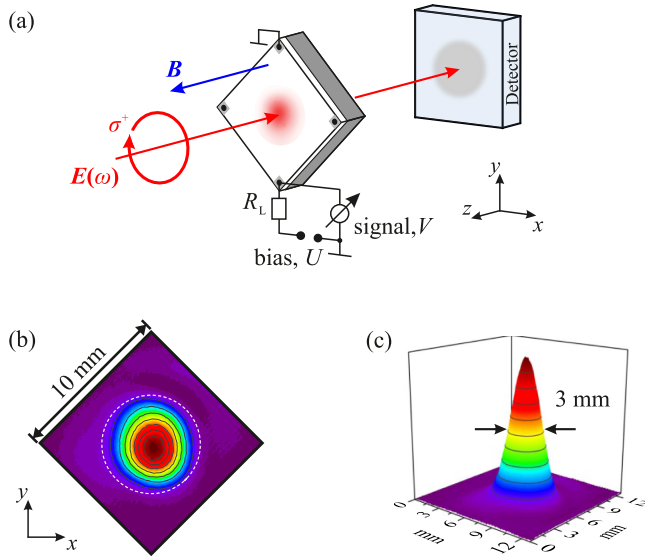 (a)
B
σ+
E(ω)
Detector
R_L
signal,V
bias, U
y
z
x
(b)
10 mm
y
x
(c)
3 mm
0
3
6
9
12
mm
0
3
6
9
12
mm